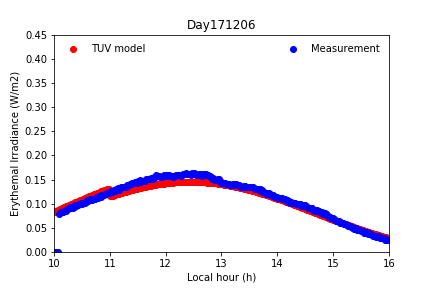 Day171206
TUV model
Measurement
Erythemal Irradiance (W/m2)
0.45
0.40
0.35
0.30
0.25
0.20
0.15
0.10
0.05
0.00
10 11 12 13 14 15 16
Local hour (h)